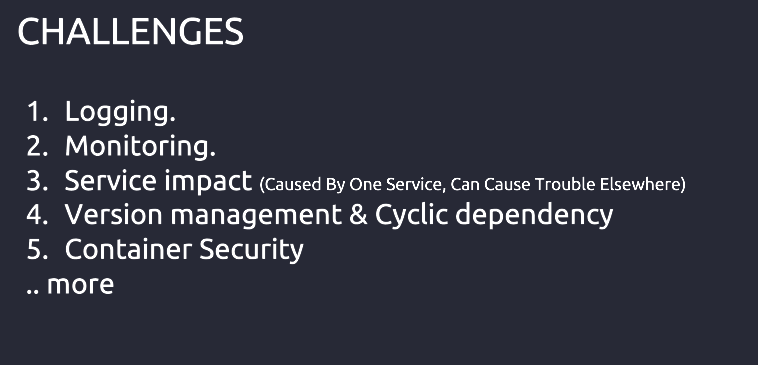 CHALLENGES
1. Logging.
2. Monitoring.
3. Service impact (Caused By One Service, Can Cause Trouble Elsewhere)
4. Version management & Cyclic dependency
5. Container Security
.. more